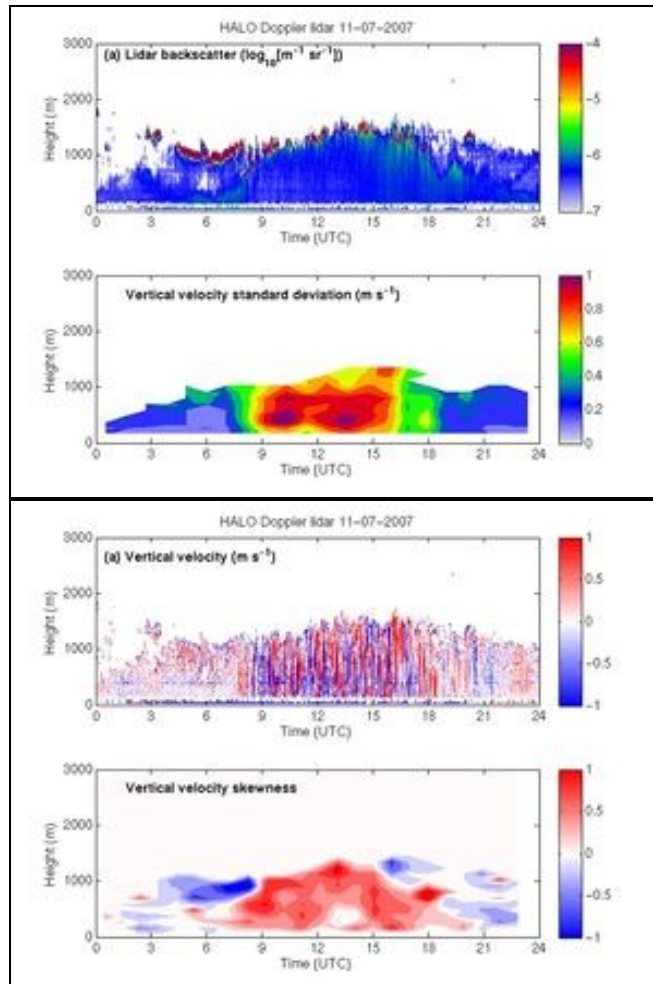 HALO Doppler lidar 11-07-2007
(a) Lidar backscatter (log₁₀[m⁻¹ sr⁻¹])
3000
2000
1000
0
Height (m)
0 3 6 9 12 15 18 21 24
Time (UTC)
-4
-5
-6
-7
Vertical velocity standard deviation (m s⁻¹)
3000
2000
1000
0
Height (m)
0 3 6 9 12 15 18 21 24
Time (UTC)
1
0.8
0.6
0.4
0.2
0
HALO Doppler lidar 11-07-2007
(a) Vertical velocity (m s⁻¹)
3000
2000
1000
0
Height (m)
0 3 6 9 12 15 18 21 24
Time (UTC)
1
0.5
0
-0.5
-1
Vertical velocity skewness
3000
2000
1000
0
Height (m)
0 3 6 9 12 15 18 21 24
Time (UTC)
1
0.5
0
-0.5
-1